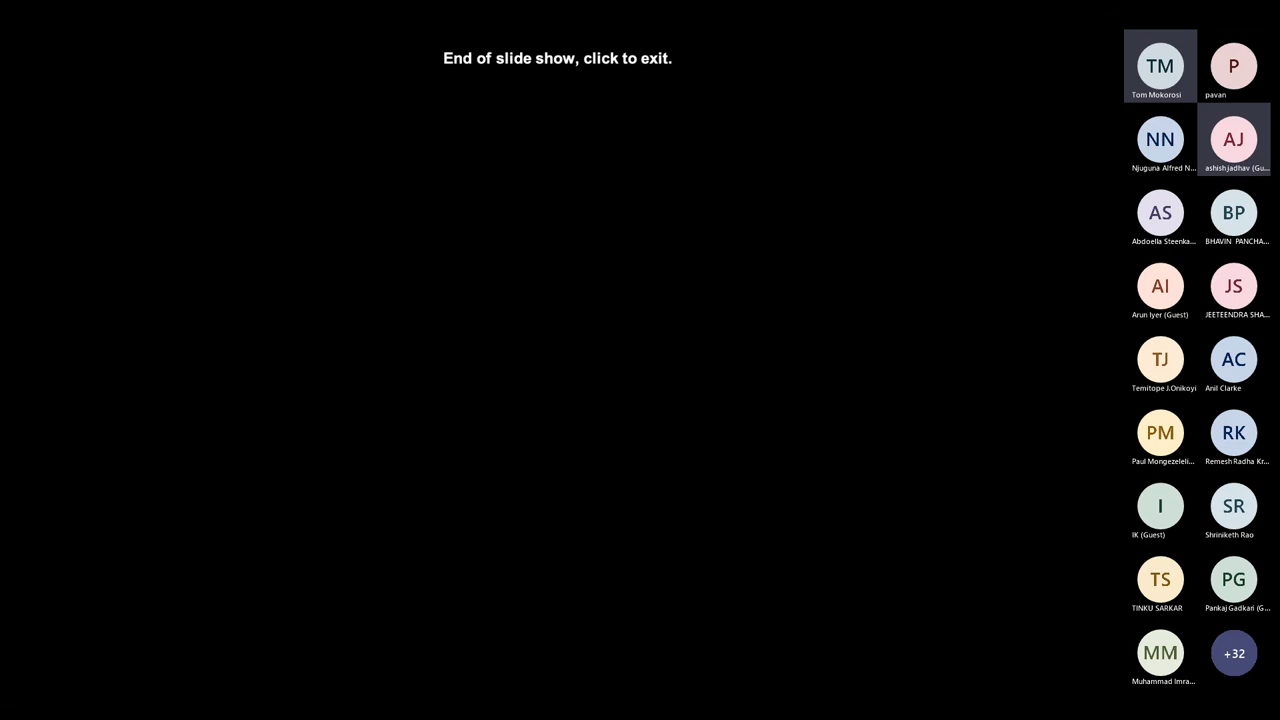 End of slide show, click to exit.
TM
Tom Mokorosi
P
pavan
NN
Njuguna Alfred N...
AJ
ashish jadhav (Gu...
AS
Abdoella Steenka...
BP
BHAVIN PANCHA...
AI
Arun Iyer (Guest)
JS
JEETEENDRA SHA...
TJ
Temitope J.Onikoyi
AC
Anil Clarke
PM
Paul Mongezeleli...
RK
Remesh Radha Kr...
I
IK (Guest)
SR
Shriniketh Rao
TS
TINKU SARKAR
PG
Pankaj Gadkari (G...
MM
Muhammad Imra...
+32